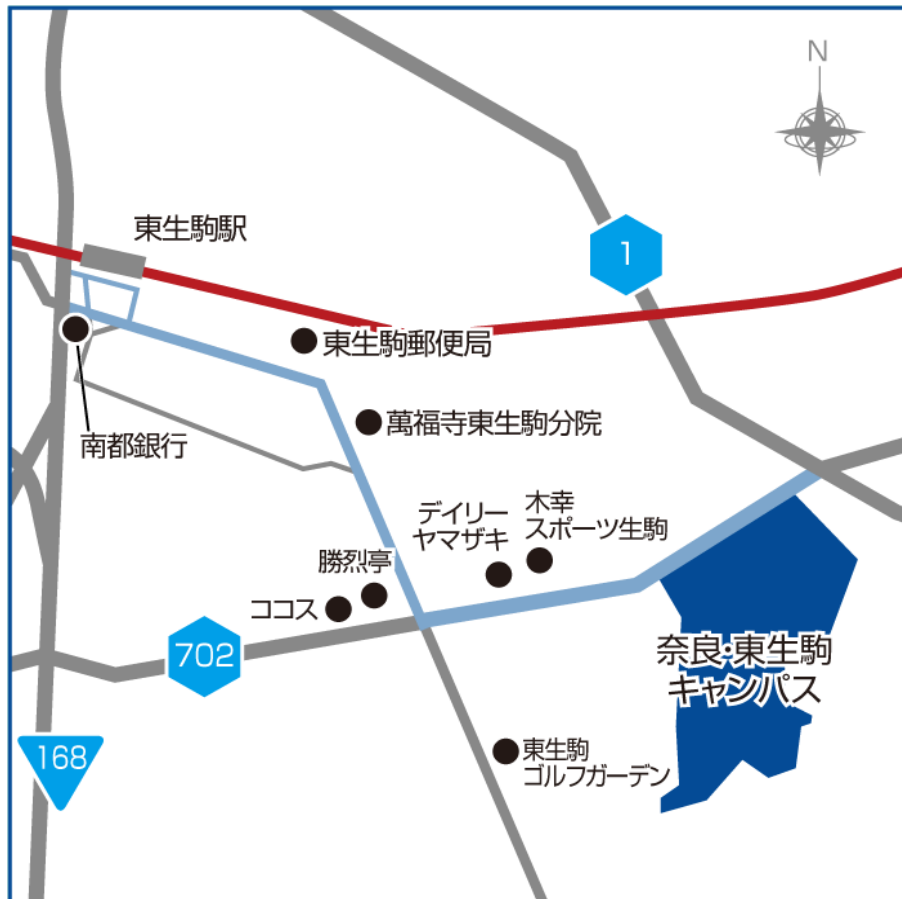 N
東生駒駅
1
東生駒郵便局
萬福寺東生駒分院
南都銀行
デイリー
ヤマザキ
木幸
スポーツ生駒
勝烈亭
ココス
702
奈良・東生駒
キャンパス
168
東生駒
ゴルフガーデン